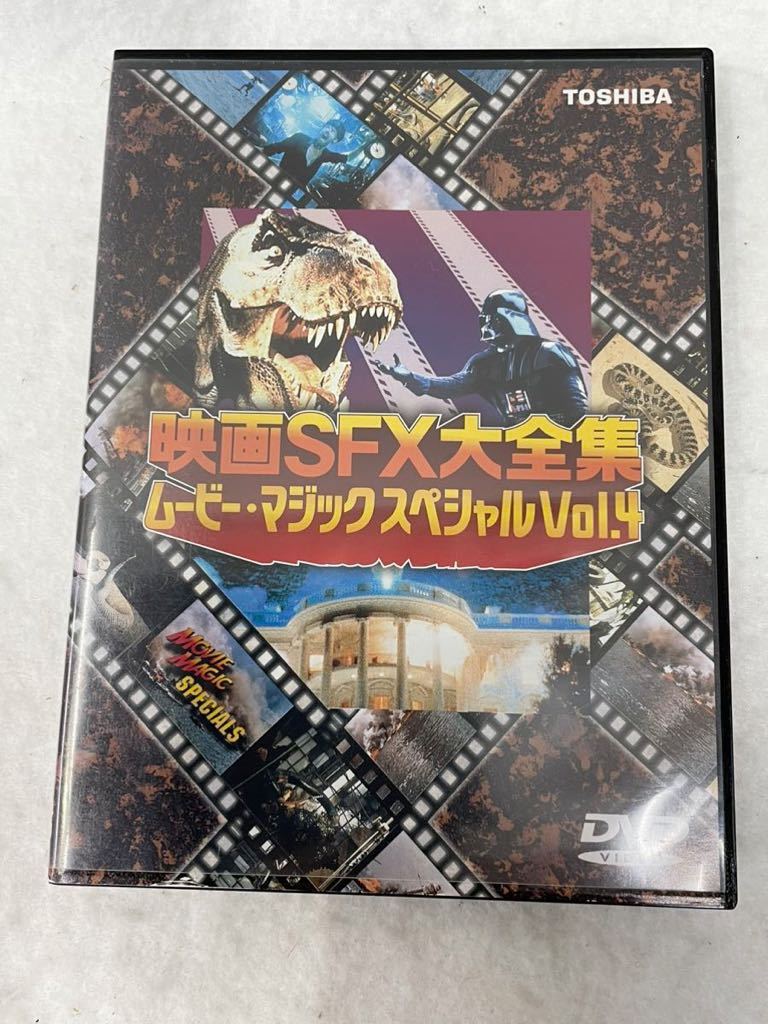 TOSHIBA
映画SFX大全集
ムービー・マジック スペシャル Vol.4
MOVIE
MAGIC
SPECIALS
DVD
VIDEO